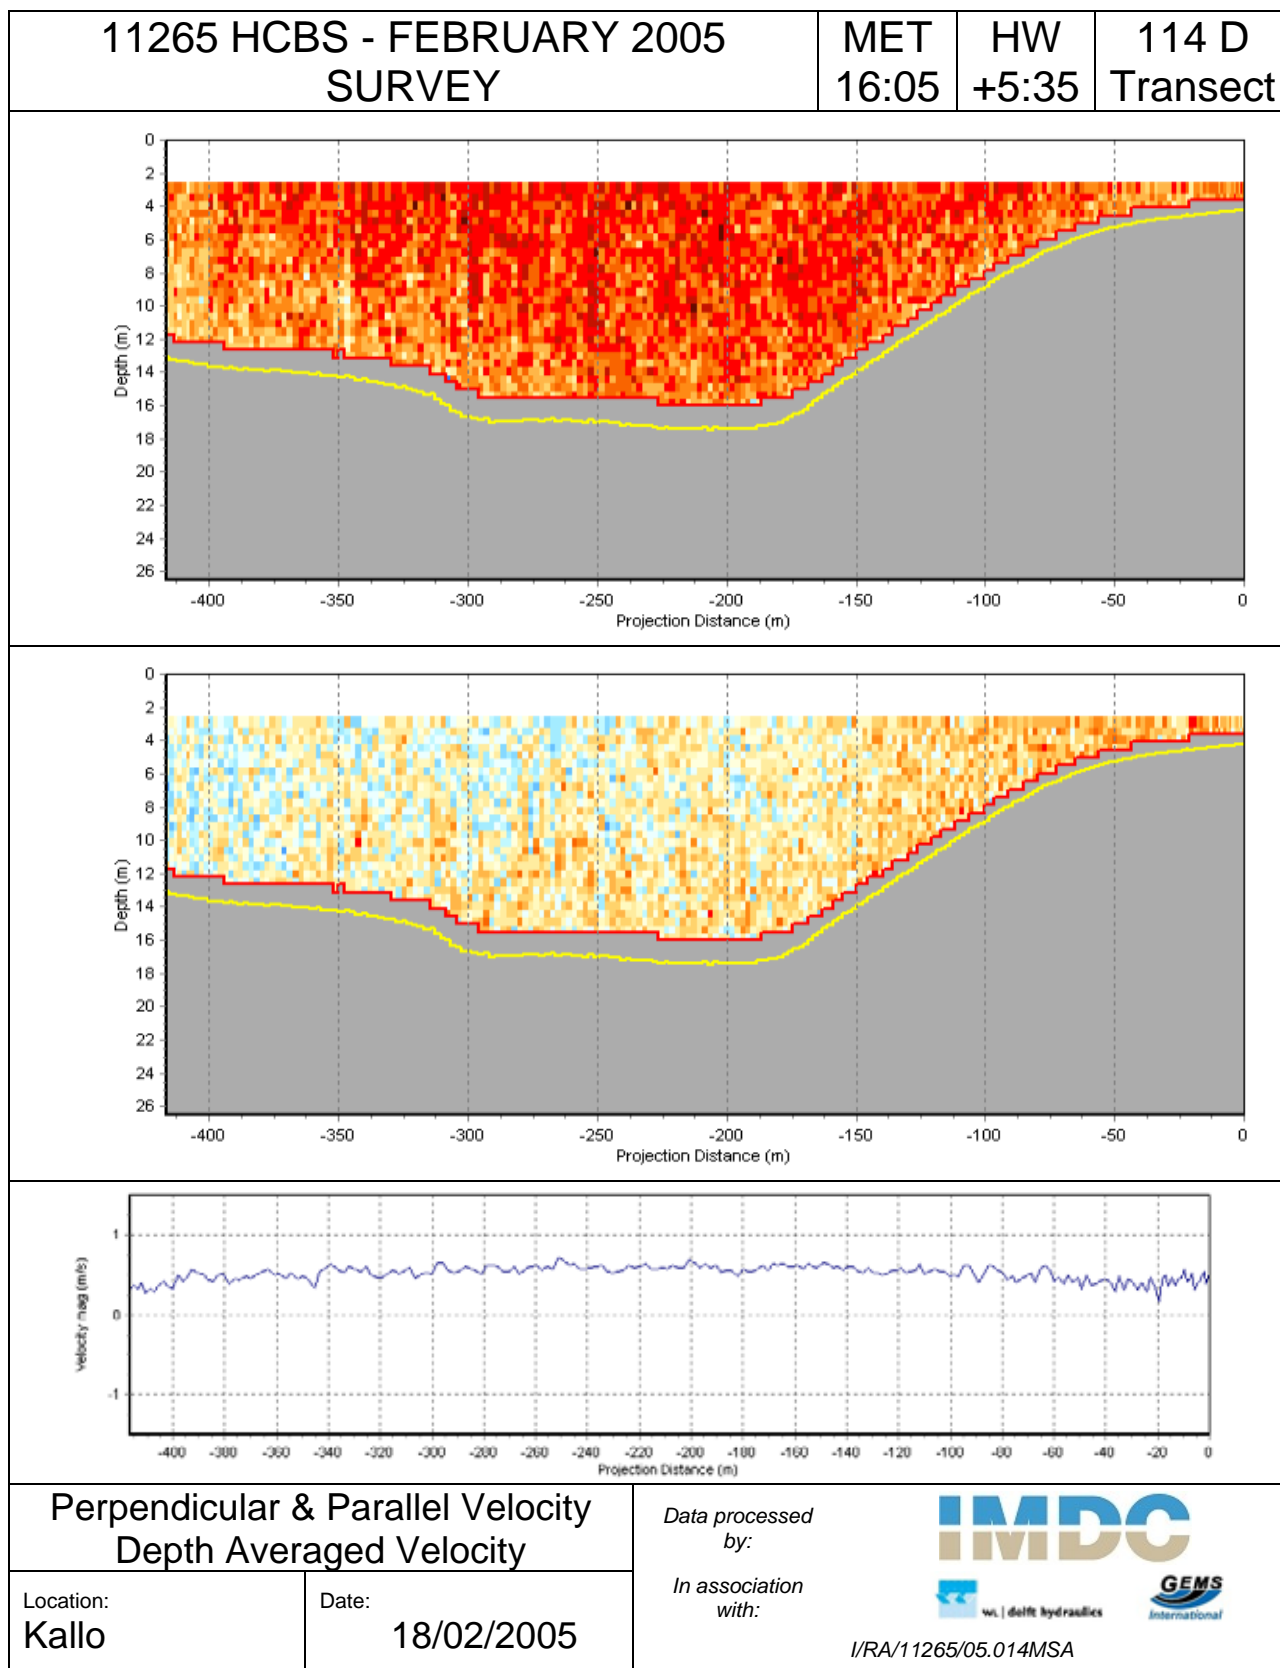 11265 HCBS - FEBRUARY 2005
SURVEY
MET
16:05
HW
+5:35
114 D
Transect
0
2
4
6
8
10
12
14
16
18
20
22
24
26
Depth (m)
-400 -350 -300 -250 -200 -150 -100 -50 0
Projection Distance (m)
0
2
4
6
8
10
12
14
16
18
20
22
24
26
Depth (m)
-400 -350 -300 -250 -200 -150 -100 -50 0
Projection Distance (m)
1
0
-1
velocity mag (m/s)
-400 -380 -360 -340 -320 -300 -280 -260 -240 -220 -200 -180 -160 -140 -120 -100 -80 -60 -40 -20 0
Projection Distance (m)
Perpendicular & Parallel Velocity
Depth Averaged Velocity
Location:
Kallo
Date:
18/02/2005
Data processed
by:
IMDC
In association
with:
wl | delft hydraulics
GEMS
International
I/RA/11265/05.014MSA